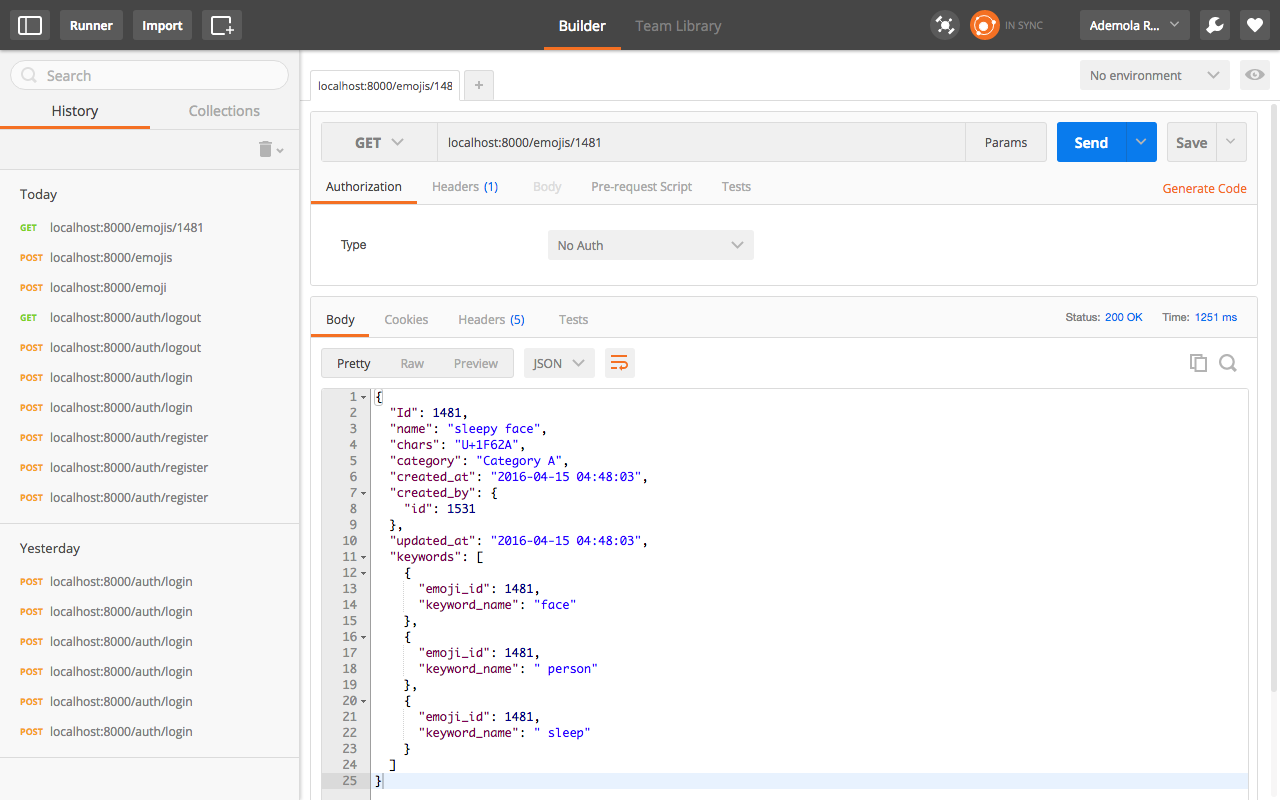 Runner
Import
Builder
Team Library
IN SYNC
Ademola R...
Search
History
Collections
Today
GET localhost:8000/emojis/1481
POST localhost:8000/emojis
POST localhost:8000/emoji
GET localhost:8000/auth/logout
POST localhost:8000/auth/logout
POST localhost:8000/auth/login
POST localhost:8000/auth/login
POST localhost:8000/auth/register
POST localhost:8000/auth/register
POST localhost:8000/auth/register
Yesterday
POST localhost:8000/auth/login
POST localhost:8000/auth/login
POST localhost:8000/auth/login
POST localhost:8000/auth/login
POST localhost:8000/auth/login
POST localhost:8000/auth/login
localhost:8000/emojis/148
+
No environment
GET localhost:8000/emojis/1481 Params Send Save
Authorization Headers (1) Body Pre-request Script Tests Generate Code
Type No Auth
Body Cookies Headers (5) Tests Status: 200 OK Time: 1251 ms
Pretty Raw Preview JSON
1 {
2 "Id": 1481,
3 "name": "sleepy face",
4 "chars": "U+1F62A",
5 "category": "Category A",
6 "created_at": "2016-04-15 04:48:03",
7 "created_by": {
8 "id": 1531
9 },
10 "updated_at": "2016-04-15 04:48:03",
11 "keywords": [
12 {
13 "emoji_id": 1481,
14 "keyword_name": "face"
15 },
16 {
17 "emoji_id": 1481,
18 "keyword_name": " person"
19 },
20 {
21 "emoji_id": 1481,
22 "keyword_name": " sleep"
23 }
24 ]
25 }